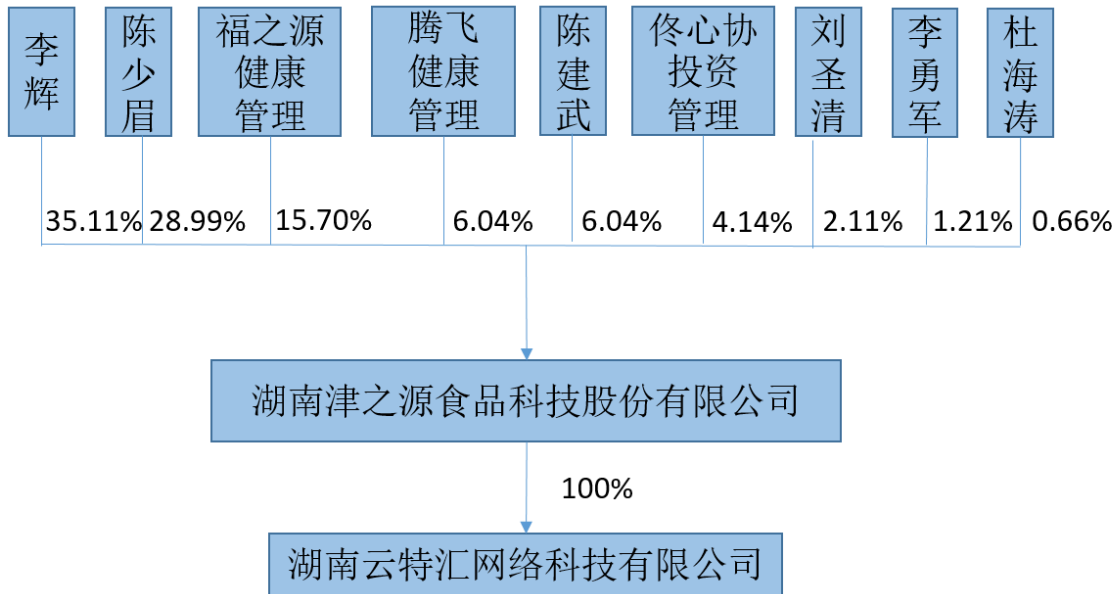 李辉
陈少眉
福之源
健康
管理
腾飞
健康
管理
陈建武
佟心协
投资
管理
刘圣清
李勇军
杜海涛
35.11%
28.99%
15.70%
6.04%
6.04%
4.14%
2.11%
1.21%
0.66%
湖南津之源食品科技股份有限公司
100%
湖南云特汇网络科技有限公司